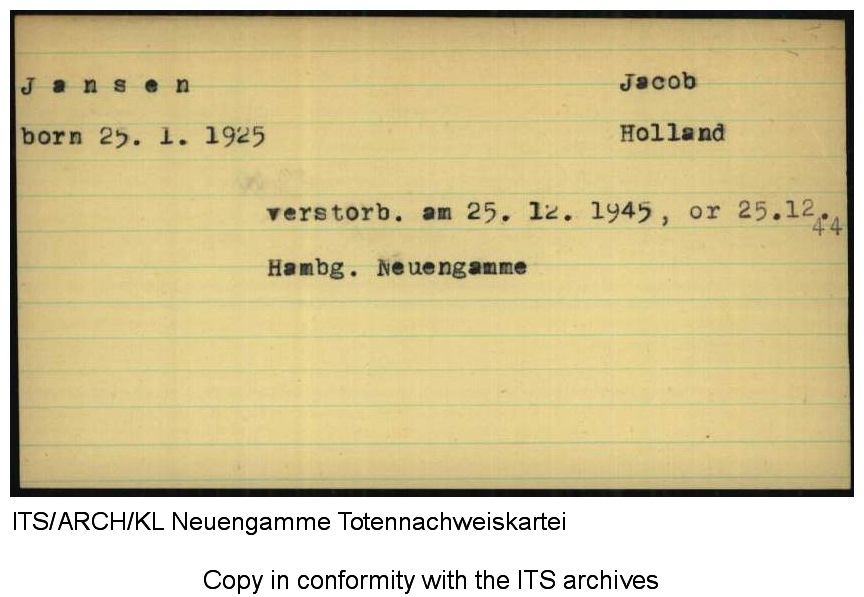 J a n s e n Jacob
born 25. 1. 1925 Holland
verstorb. am 25. 12. 1945, or 25.12.
44
Hambg. Neuengamme
ITS/ARCH/KL Neuengamme Totennachweiskartei
Copy in conformity with the ITS archives